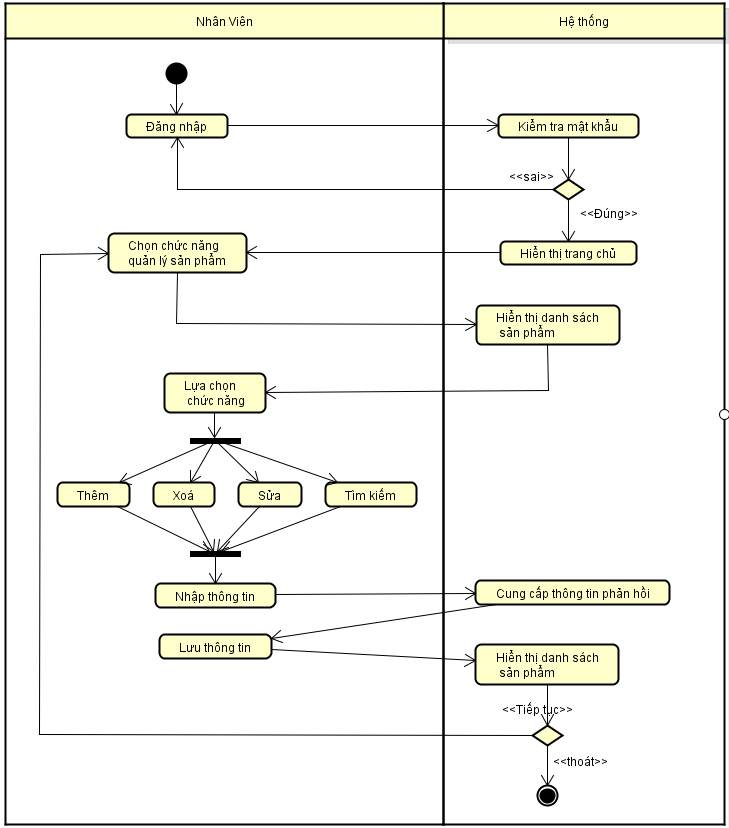 Nhân Viên
Hệ thống
Đăng nhập
Kiểm tra mật khẩu
<<sai>>
<<Đúng>>
Chọn chức năng
quản lý sản phẩm
Hiển thị trang chủ
Hiển thị danh sách
sản phẩm
Lựa chọn
chức năng
Thêm
Xoá
Sửa
Tìm kiếm
Nhập thông tin
Cung cấp thông tin phản hồi
Lưu thông tin
Hiển thị danh sách
sản phẩm
<<Tiếp tục>>
<<thoát>>